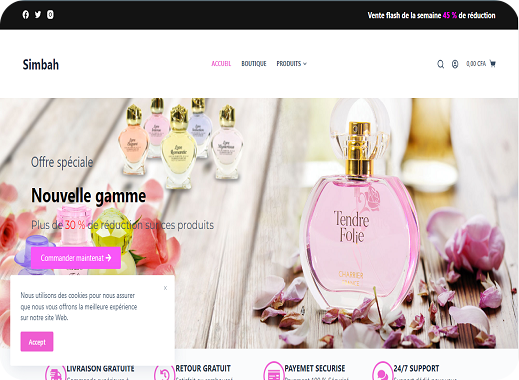 Vente flash de la semaine 45 % de réduction
Simbah
ACCUEIL BOUTIQUE PRODUITS
0,00 CFA
Offre spéciale
Nouvelle gamme
Plus de 30 % de réduction sur ces produits
Commander maintenat →
Tendre
Folie
CHARRIER
Nous utilisons des cookies pour nous assurer
que nous vous offrons la meilleure expérience
sur notre site Web.
x
Accept
LIVRAISON GRATUITE
RETOUR GRATUIT
PAYEMET SECURISE
24/7 SUPPORT